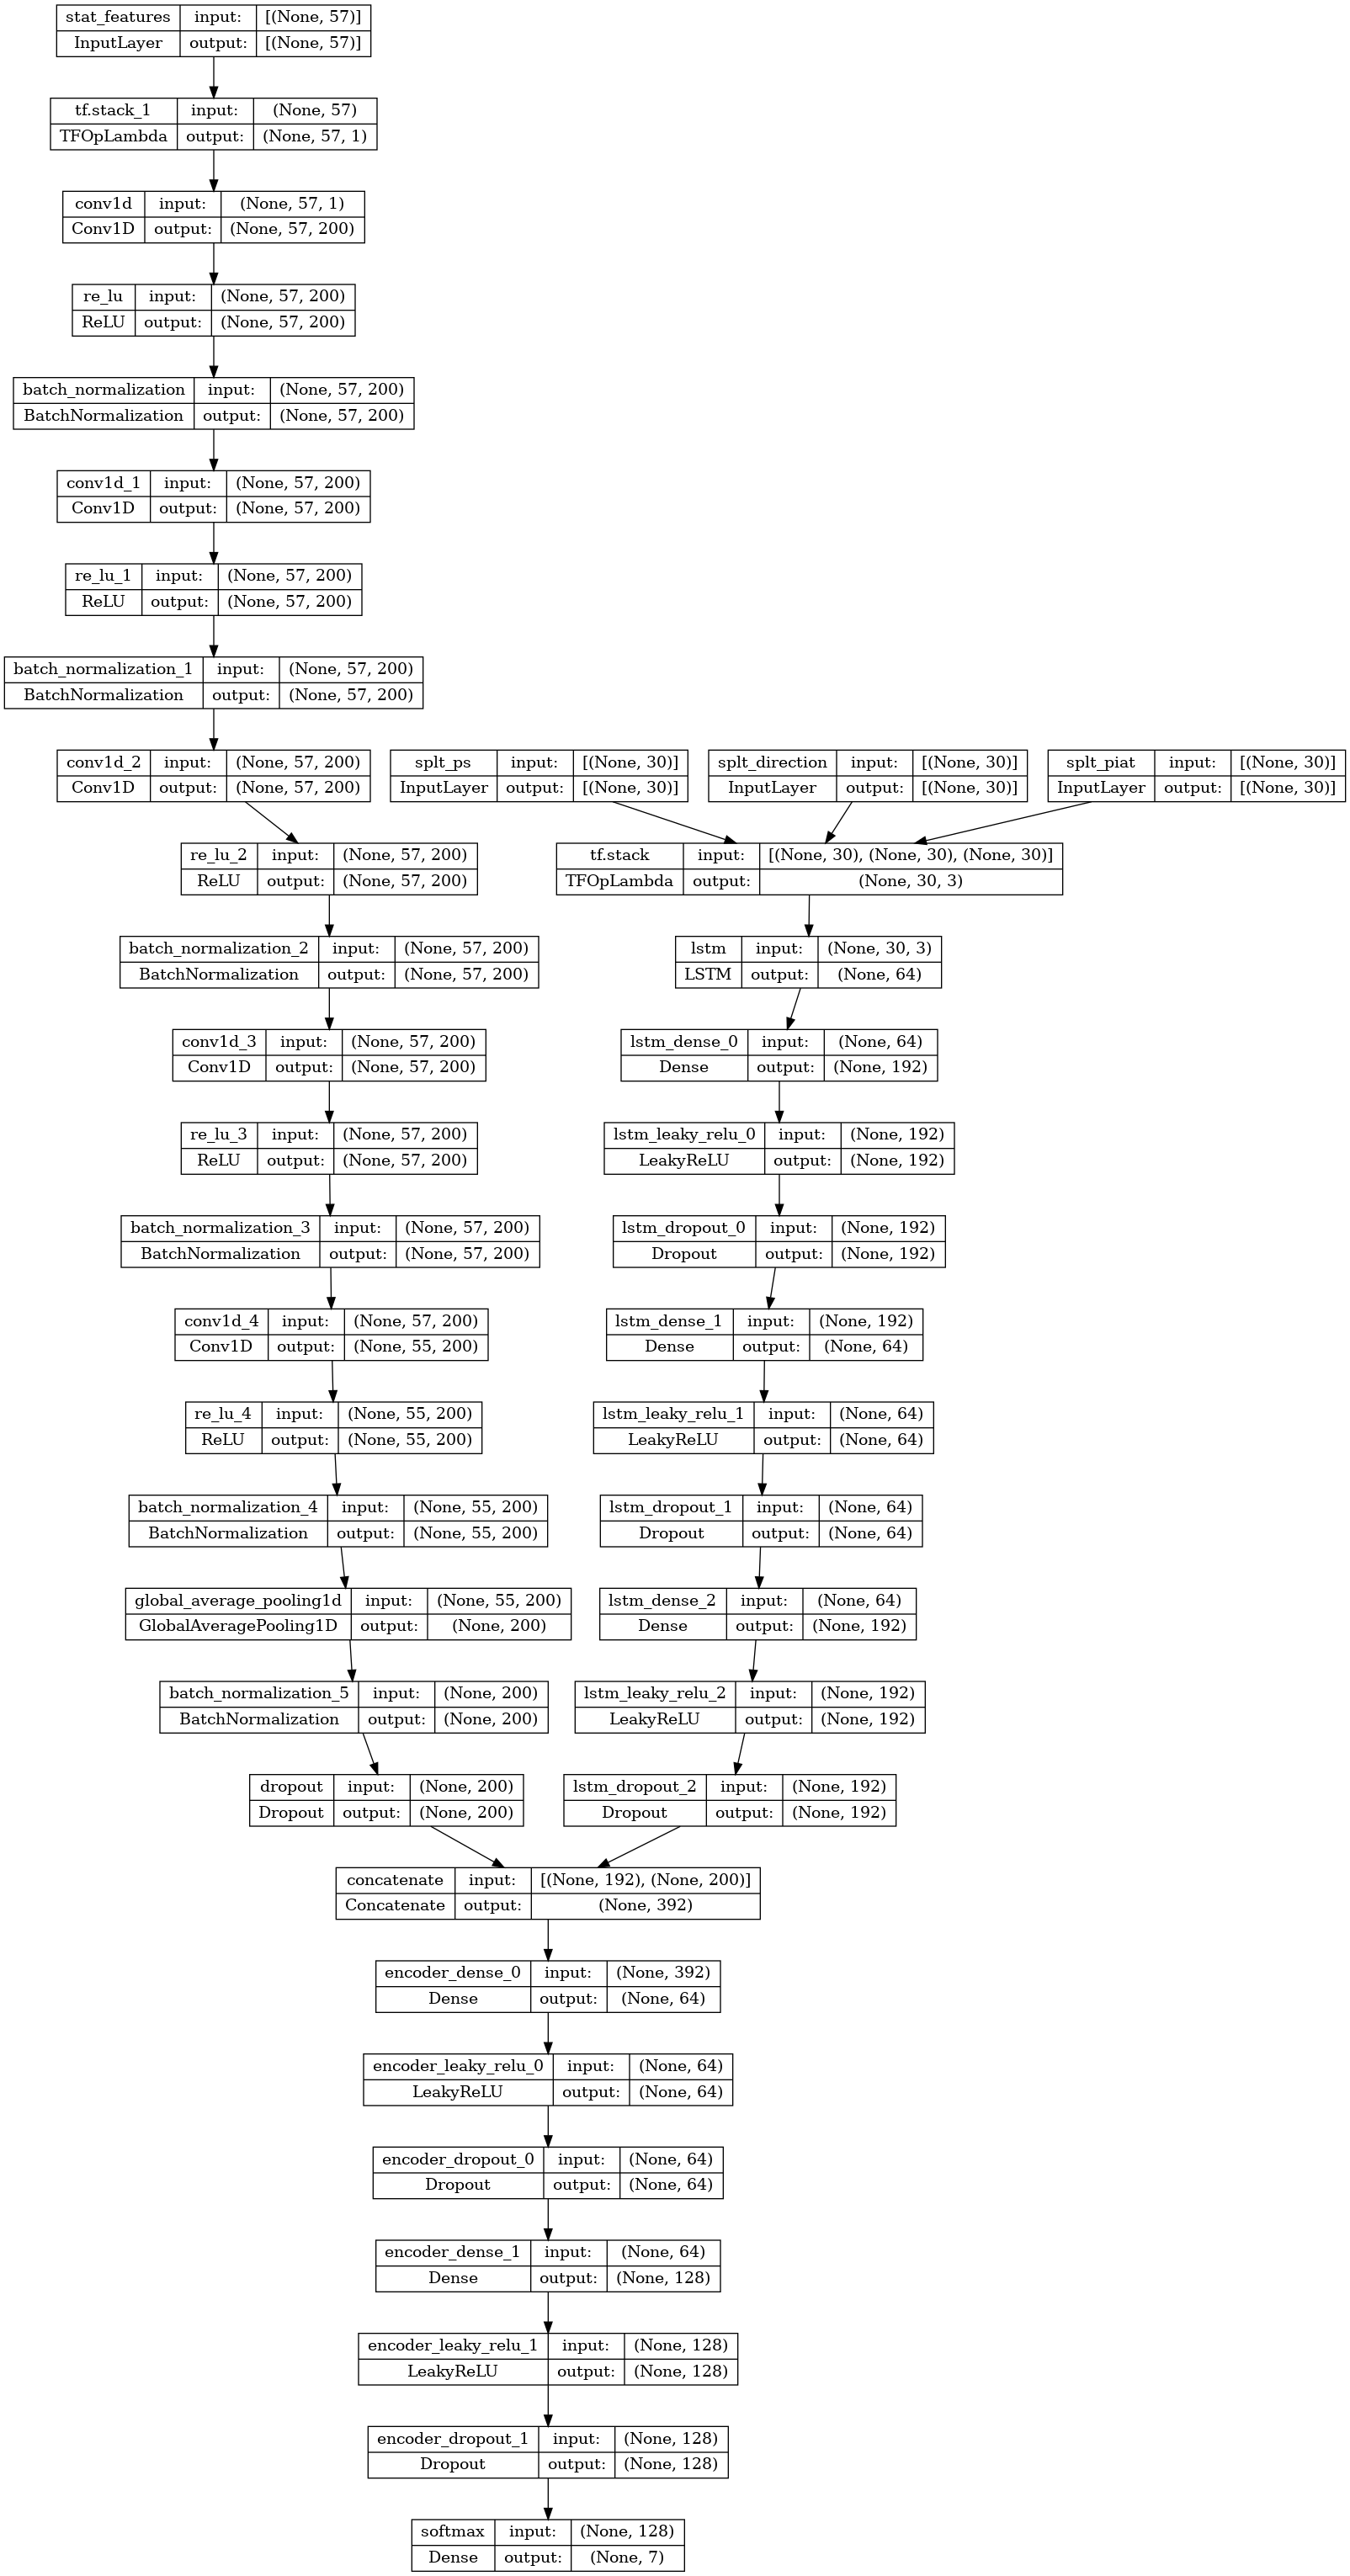 stat_features input: [(None, 57)]
InputLayer output: [(None, 57)]
tf.stack_1 input: (None, 57)
TFOpLambda output: (None, 57, 1)
conv1d input: (None, 57, 1)
Conv1D output: (None, 57, 200)
re_lu input: (None, 57, 200)
ReLU output: (None, 57, 200)
batch_normalization input: (None, 57, 200)
BatchNormalization output: (None, 57, 200)
conv1d_1 input: (None, 57, 200)
Conv1D output: (None, 57, 200)
re_lu_1 input: (None, 57, 200)
ReLU output: (None, 57, 200)
batch_normalization_1 input: (None, 57, 200)
BatchNormalization output: (None, 57, 200)
conv1d_2 input: (None, 57, 200)
Conv1D output: (None, 57, 200)
splt_ps input: [(None, 30)]
InputLayer output: [(None, 30)]
splt_direction input: [(None, 30)]
InputLayer output: [(None, 30)]
splt_piat input: [(None, 30)]
InputLayer output: [(None, 30)]
re_lu_2 input: (None, 57, 200)
ReLU output: (None, 57, 200)
tf.stack input: [(None, 30), (None, 30), (None, 30)]
TFOpLambda output: (None, 30, 3)
batch_normalization_2 input: (None, 57, 200)
BatchNormalization output: (None, 57, 200)
lstm input: (None, 30, 3)
LSTM output: (None, 64)
conv1d_3 input: (None, 57, 200)
Conv1D output: (None, 57, 200)
lstm_dense_0 input: (None, 64)
Dense output: (None, 192)
re_lu_3 input: (None, 57, 200)
ReLU output: (None, 57, 200)
lstm_leaky_relu_0 input: (None, 192)
LeakyReLU output: (None, 192)
batch_normalization_3 input: (None, 57, 200)
BatchNormalization output: (None, 57, 200)
lstm_dropout_0 input: (None, 192)
Dropout output: (None, 192)
conv1d_4 input: (None, 57, 200)
Conv1D output: (None, 55, 200)
lstm_dense_1 input: (None, 192)
Dense output: (None, 64)
re_lu_4 input: (None, 55, 200)
ReLU output: (None, 55, 200)
lstm_leaky_relu_1 input: (None, 64)
LeakyReLU output: (None, 64)
batch_normalization_4 input: (None, 55, 200)
BatchNormalization output: (None, 55, 200)
lstm_dropout_1 input: (None, 64)
Dropout output: (None, 64)
global_average_pooling1d input: (None, 55, 200)
GlobalAveragePooling1D output: (None, 200)
lstm_dense_2 input: (None, 64)
Dense output: (None, 192)
batch_normalization_5 input: (None, 200)
BatchNormalization output: (None, 200)
lstm_leaky_relu_2 input: (None, 192)
LeakyReLU output: (None, 192)
dropout input: (None, 200)
Dropout output: (None, 200)
lstm_dropout_2 input: (None, 192)
Dropout output: (None, 192)
concatenate input: [(None, 192), (None, 200)]
Concatenate output: (None, 392)
encoder_dense_0 input: (None, 392)
Dense output: (None, 64)
encoder_leaky_relu_0 input: (None, 64)
LeakyReLU output: (None, 64)
encoder_dropout_0 input: (None, 64)
Dropout output: (None, 64)
encoder_dense_1 input: (None, 64)
Dense output: (None, 128)
encoder_leaky_relu_1 input: (None, 128)
LeakyReLU output: (None, 128)
encoder_dropout_1 input: (None, 128)
Dropout output: (None, 128)
softmax input: (None, 128)
Dense output: (None, 7)